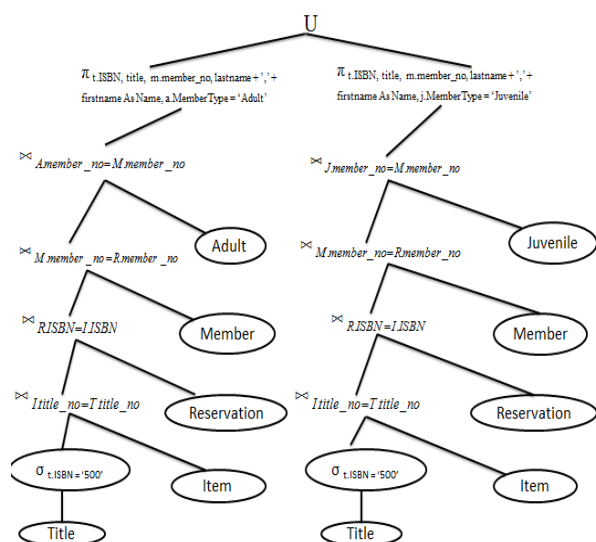 U
π t.ISBN, title, m.member_no, lastname + ',' +
firstname As Name, a.MemberType = 'Adult'
π t.ISBN, title, m.member_no, lastname + ',' +
firstname As Name, j.MemberType = 'Juvenile'
⋈ A.member_no=M.member_no
⋈ J.member_no=M.member_no
Adult
Juvenile
⋈ M.member_no=R.member_no
⋈ M.member_no=R.member_no
Member
Member
⋈ R.ISBN=I.ISBN
⋈ R.ISBN=I.ISBN
Reservation
Reservation
⋈ I.title_no=T.title_no
⋈ I.title_no=T.title_no
σ t.ISBN = '500'
Item
σ t.ISBN = '500'
Item
Title
Title